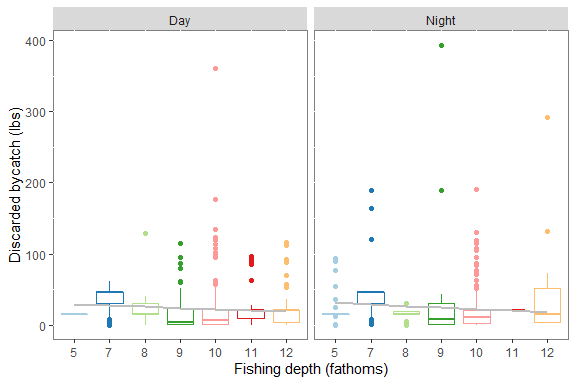 Day Night
400
300
200
100
0
Discarded bycatch (lbs)
5 7 8 9 10 11 12 5 7 8 9 10 11 12
Fishing depth (fathoms)